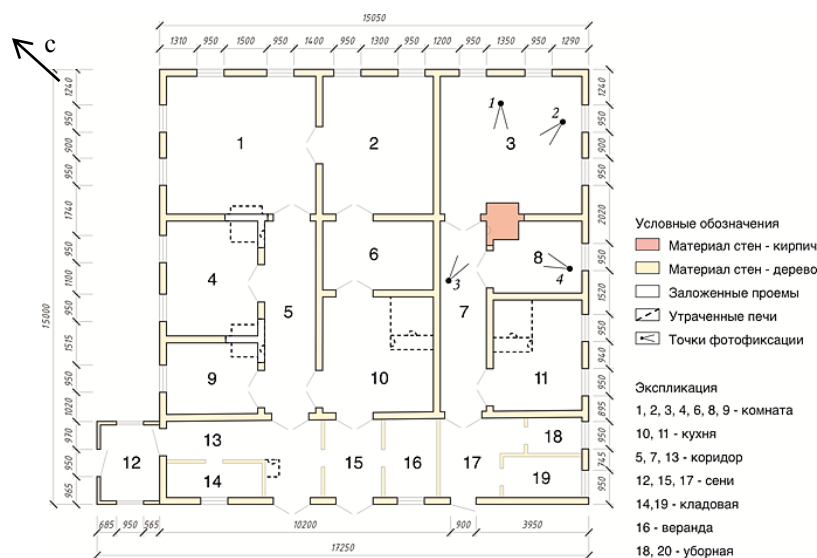 15050
1310 950 1500 950 1400 950 1300 950 1200 950 1350 950 1290
с
1240 950 900 950 1740 950 1100 950 1515 950 1020 970 950 965
15000
1240 950 900 950 2020 950 1520 950 940 950 895 950 745 950
1 2 3
1 2
4 6 8
3 4
5 7
9 10 11
12 13 15 16 17 18
14 19
685 950 565 10200 900 3950
17250
Условные обозначения
Материал стен - кирпич
Материал стен - дерево
Заложенные проемы
Утраченные печи
Точки фотофиксации
Экспликация
1, 2, 3, 4, 6, 8, 9 - комната
10, 11 - кухня
5, 7, 13 - коридор
12, 15, 17 - сени
14,19 - кладовая
16 - веранда
18, 20 - уборная